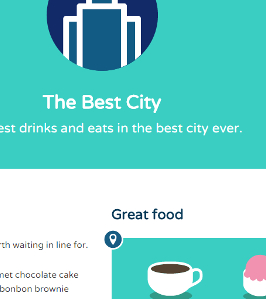 The Best City
est drinks and eats in the best city ever.
Great food
rth waiting in line for.
met chocolate cake
bonbon brownie